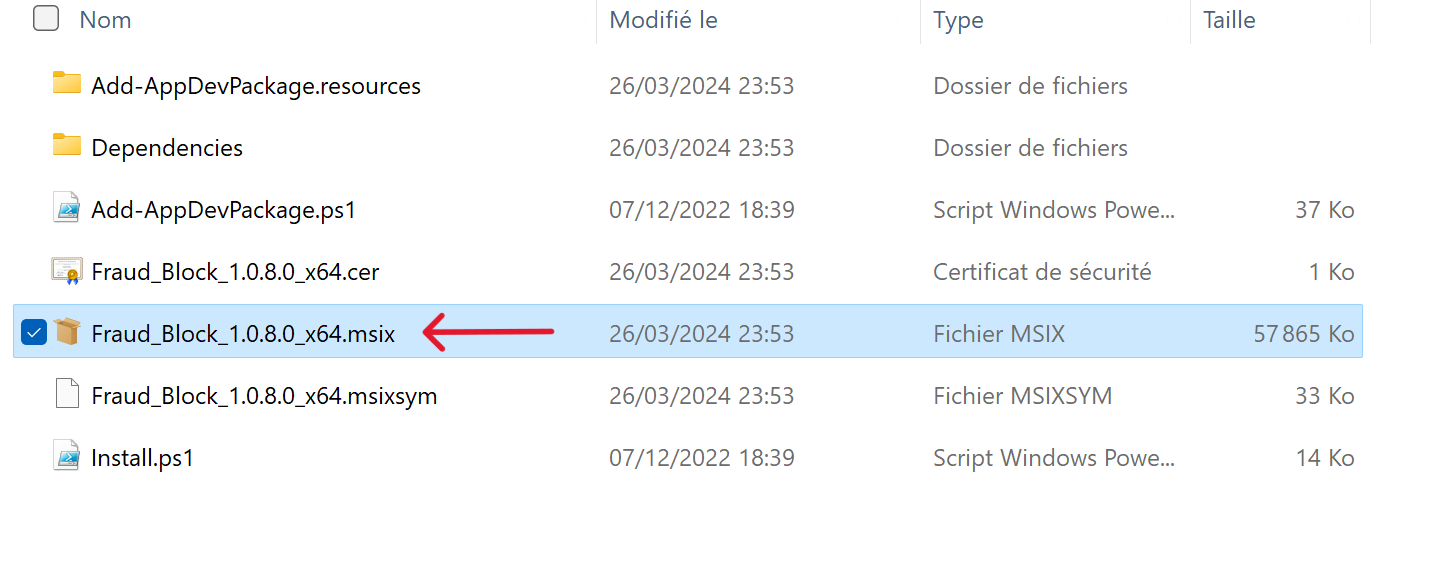 Nom Modifié le Type Taille
Add-AppDevPackage.resources 26/03/2024 23:53 Dossier de fichiers
Dependencies 26/03/2024 23:53 Dossier de fichiers
Add-AppDevPackage.ps1 07/12/2022 18:39 Script Windows Powe... 37 Ko
Fraud_Block_1.0.8.0_x64.cer 26/03/2024 23:53 Certificat de sécurité 1 Ko
Fraud_Block_1.0.8.0_x64.msix 26/03/2024 23:53 Fichier MSIX 57 865 Ko
Fraud_Block_1.0.8.0_x64.msixsym 26/03/2024 23:53 Fichier MSIXSYM 33 Ko
Install.ps1 07/12/2022 18:39 Script Windows Powe... 14 Ko